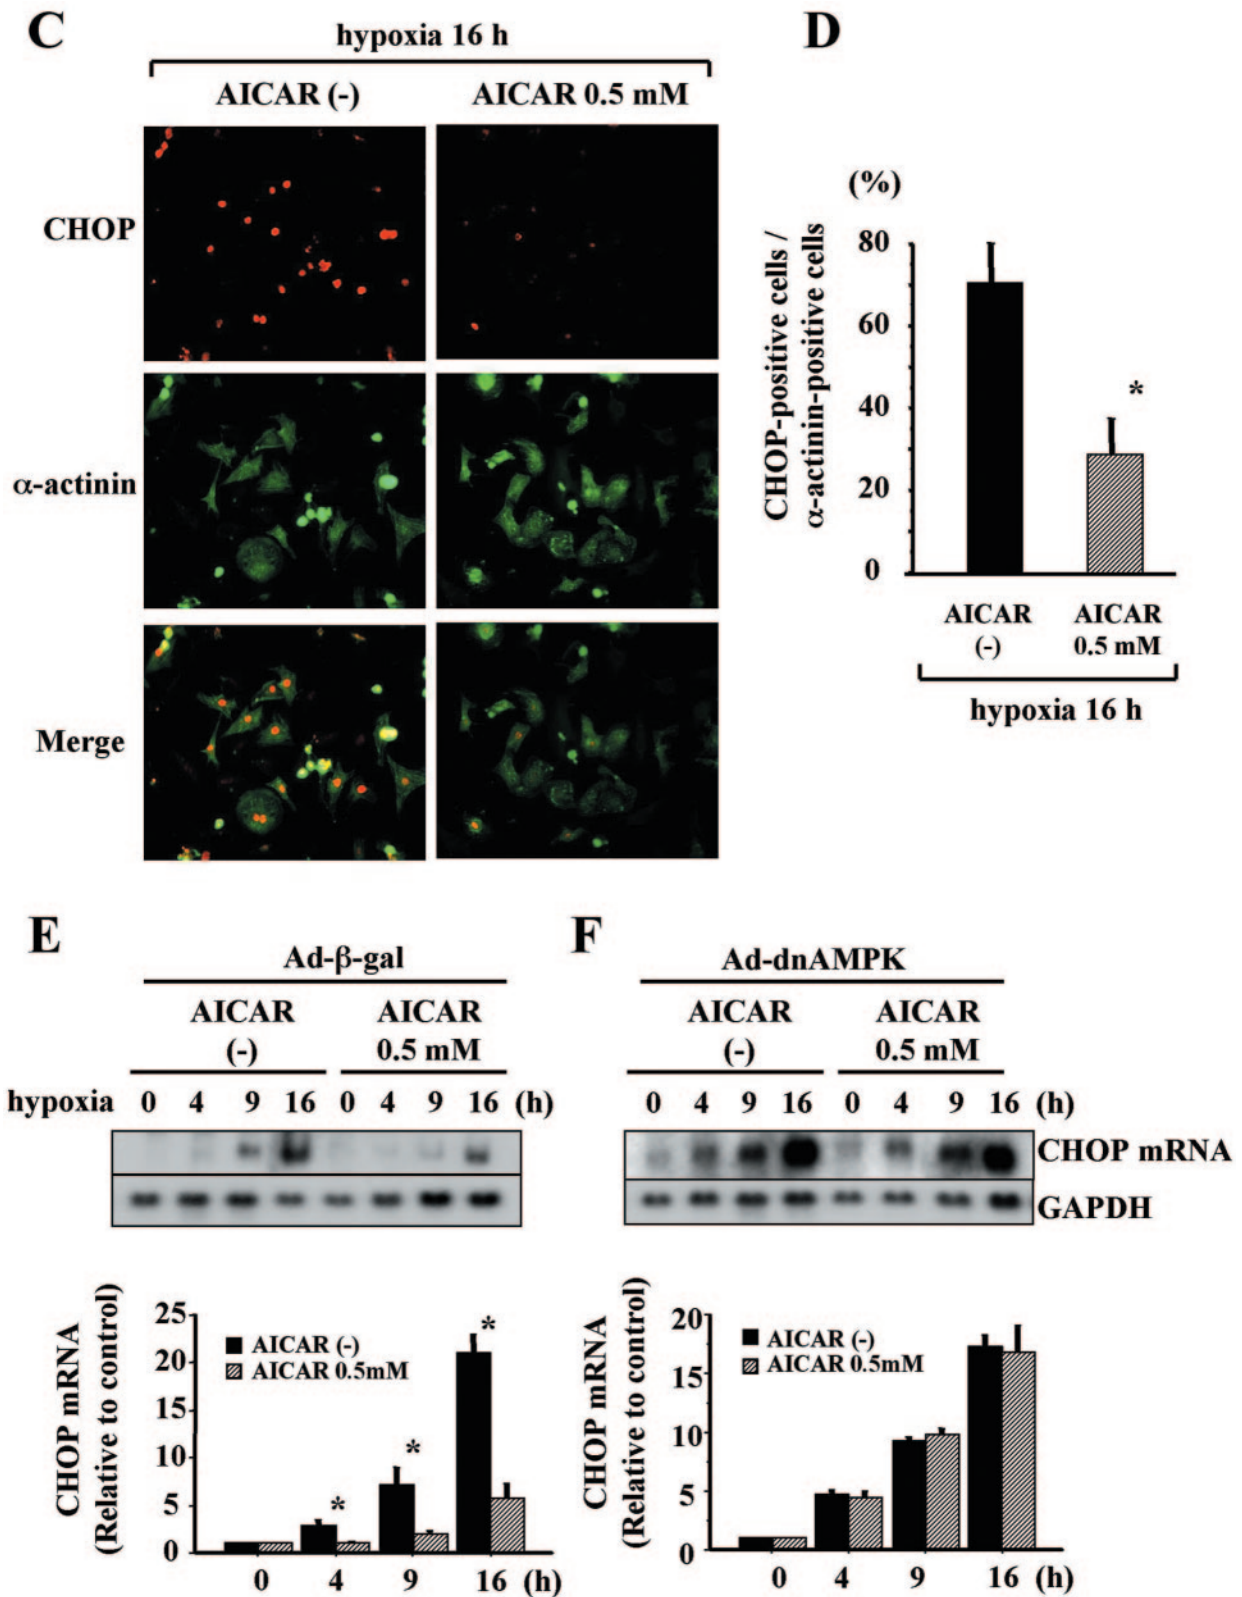 C
hypoxia 16 h
AICAR (-) AICAR 0.5 mM
CHOP
α-actinin
Merge
D
(%)
CHOP-positive cells /
α-actinin-positive cells
80
60
40
*
20
0
AICAR
(-)
AICAR
0.5 mM
hypoxia 16 h
E
Ad-β-gal
AICAR
(-)
AICAR
0.5 mM
hypoxia 0 4 9 16 0 4 9 16 (h)
F
Ad-dnAMPK
AICAR
(-)
AICAR
0.5 mM
0 4 9 16 0 4 9 16 (h)
CHOP mRNA
GAPDH
CHOP mRNA
(Relative to control)
25
20
15
10
5
0
AICAR (-)
AICAR 0.5mM
*
*
*
0 4 9 16 (h)
CHOP mRNA
(Relative to control)
20
15
10
5
0
AICAR (-)
AICAR 0.5mM
0 4 9 16 (h)